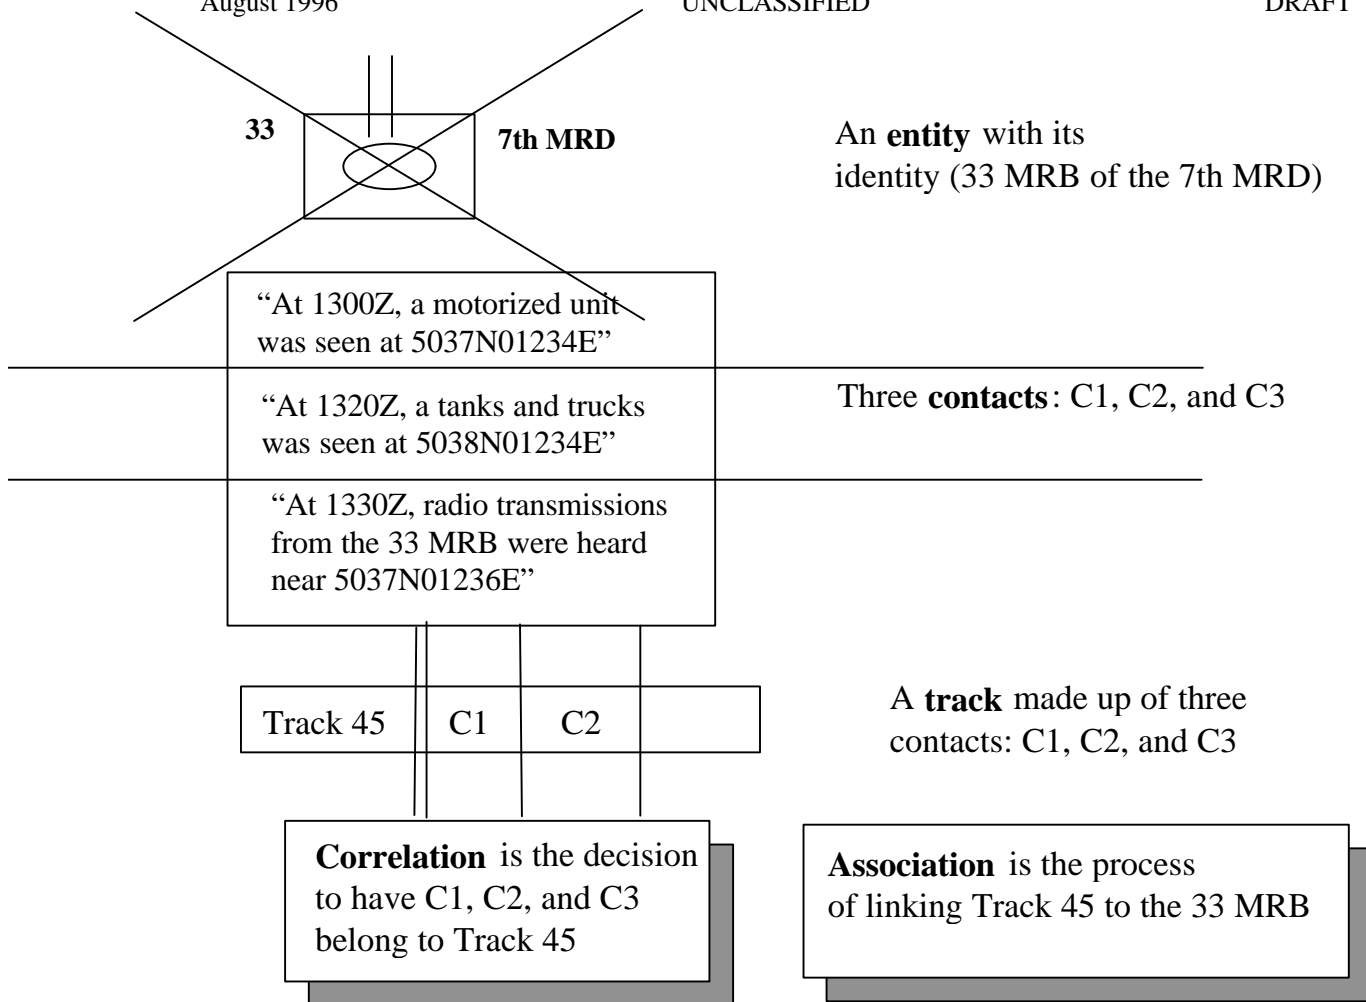 August 1996 UNCLASSIFIED DRAFT
33
7th MRD
An entity with its
identity (33 MRB of the 7th MRD)
“At 1300Z, a motorized unit
was seen at 5037N01234E”
“At 1320Z, a tanks and trucks
was seen at 5038N01234E”
Three contacts: C1, C2, and C3
“At 1330Z, radio transmissions
from the 33 MRB were heard
near 5037N01236E”
Track 45 C1 C2
A track made up of three
contacts: C1, C2, and C3
Correlation is the decision
to have C1, C2, and C3
belong to Track 45
Association is the process
of linking Track 45 to the 33 MRB